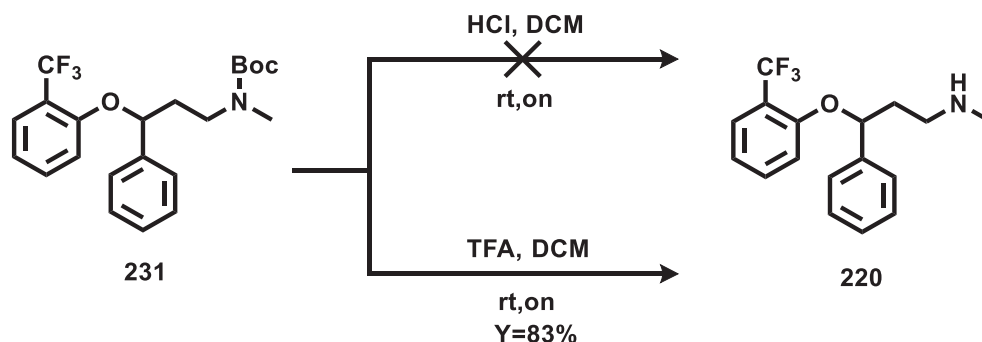 HCl, DCM
rt,on
CF3
O
Boc
N
231
TFA, DCM
rt,on
Y=83%
CF3
O
H
N
220